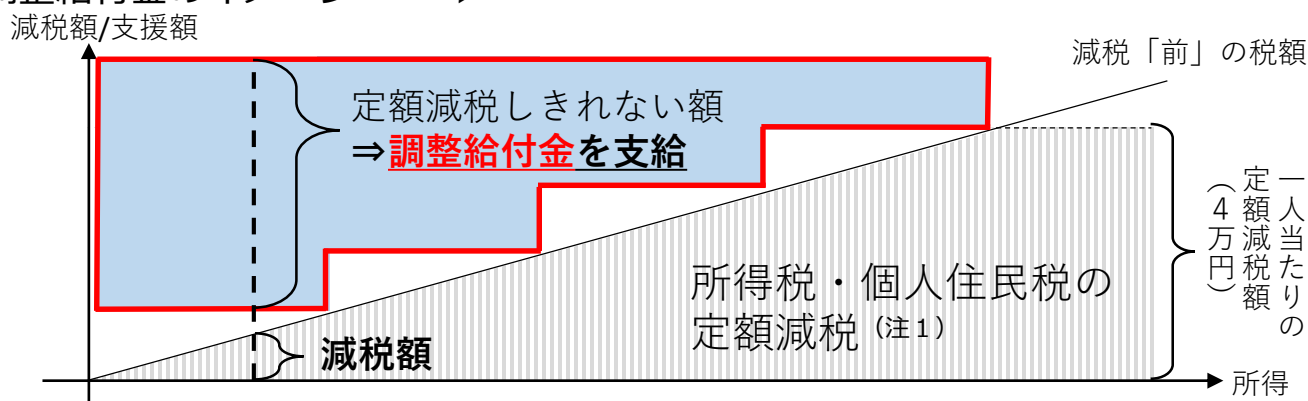 減税額/支援額
減税「前」の税額
定額減税しきれない額
⇒調整給付金を支給
一人当たりの
定額減税額
（４万円）
所得税・個人住民税の
定額減税（注１）
減税額
所得